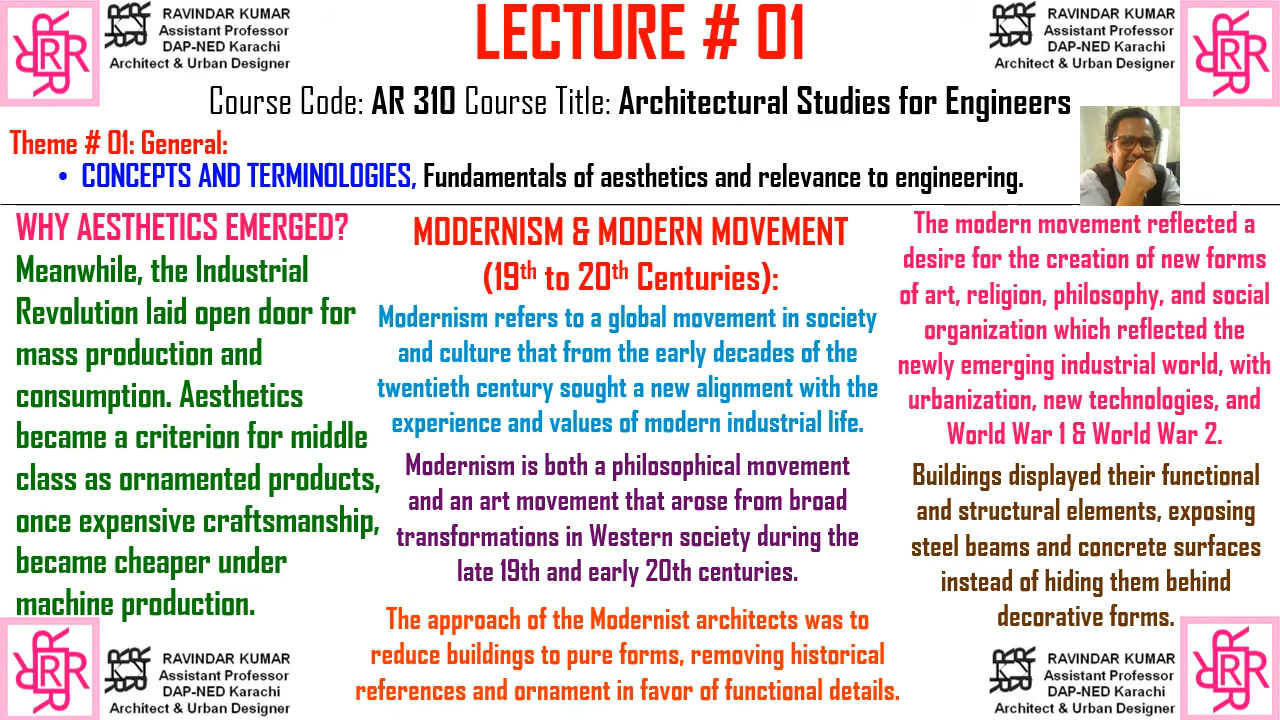 RAVINDAR KUMAR
Assistant Professor
DAP-NED Karachi
Architect & Urban Designer
LECTURE # 01
RAVINDAR KUMAR
Assistant Professor
DAP-NED Karachi
Architect & Urban Designer
Course Code: AR 310 Course Title: Architectural Studies for Engineers
Theme # 01: General:
• CONCEPTS AND TERMINOLOGIES, Fundamentals of aesthetics and relevance to engineering.
WHY AESTHETICS EMERGED?
Meanwhile, the Industrial
Revolution laid open door for
mass production and
consumption. Aesthetics
became a criterion for middle
class as ornamented products,
once expensive craftsmanship,
became cheaper under
machine production.
MODERNISM & MODERN MOVEMENT
(19th to 20th Centuries):
Modernism refers to a global movement in society
and culture that from the early decades of the
twentieth century sought a new alignment with the
experience and values of modern industrial life.
Modernism is both a philosophical movement
and an art movement that arose from broad
transformations in Western society during the
late 19th and early 20th centuries.
The approach of the Modernist architects was to
reduce buildings to pure forms, removing historical
references and ornament in favor of functional details.
The modern movement reflected a
desire for the creation of new forms
of art, religion, philosophy, and social
organization which reflected the
newly emerging industrial world, with
urbanization, new technologies, and
World War 1 & World War 2.
Buildings displayed their functional
and structural elements, exposing
steel beams and concrete surfaces
instead of hiding them behind
decorative forms.
RAVINDAR KUMAR
Assistant Professor
DAP-NED Karachi
Architect & Urban Designer
RAVINDAR KUMAR
Assistant Professor
DAP-NED Karachi
Architect & Urban Designer